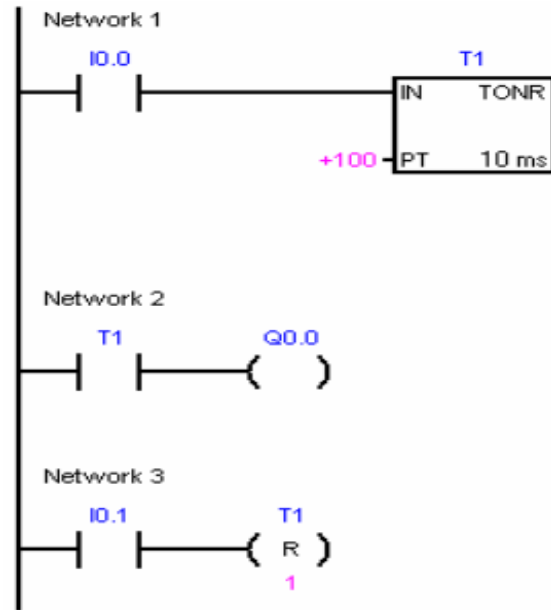 Network 1
I0.0 T1
IN TONR
+100 PT 10 ms
Network 2
T1 Q0.0
Network 3
I0.1 T1
R
1